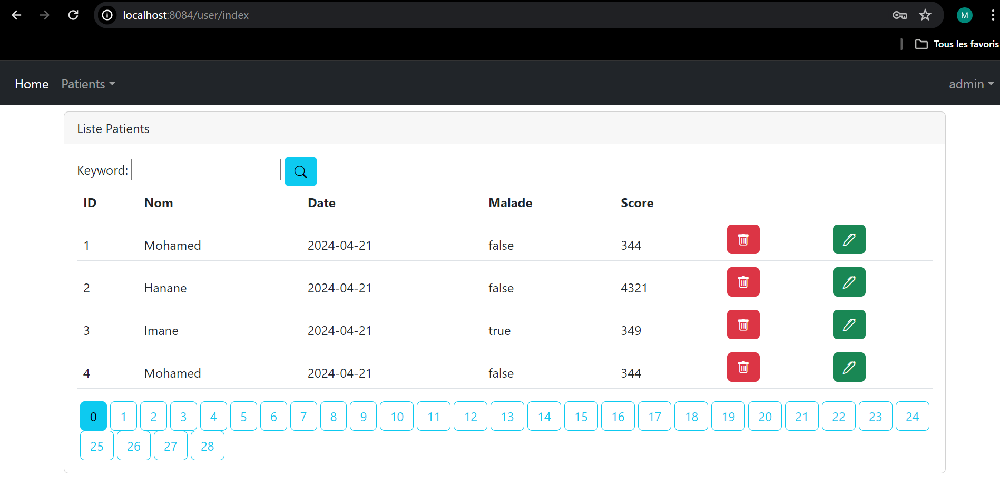 localhost:8084/user/index
M
Tous les favoris
Home Patients admin
Liste Patients
Keyword:
ID Nom Date Malade Score
1 Mohamed 2024-04-21 false 344
2 Hanane 2024-04-21 false 4321
3 Imane 2024-04-21 true 349
4 Mohamed 2024-04-21 false 344
0 1 2 3 4 5 6 7 8 9 10 11 12 13 14 15 16 17 18 19 20 21 22 23 24
25 26 27 28